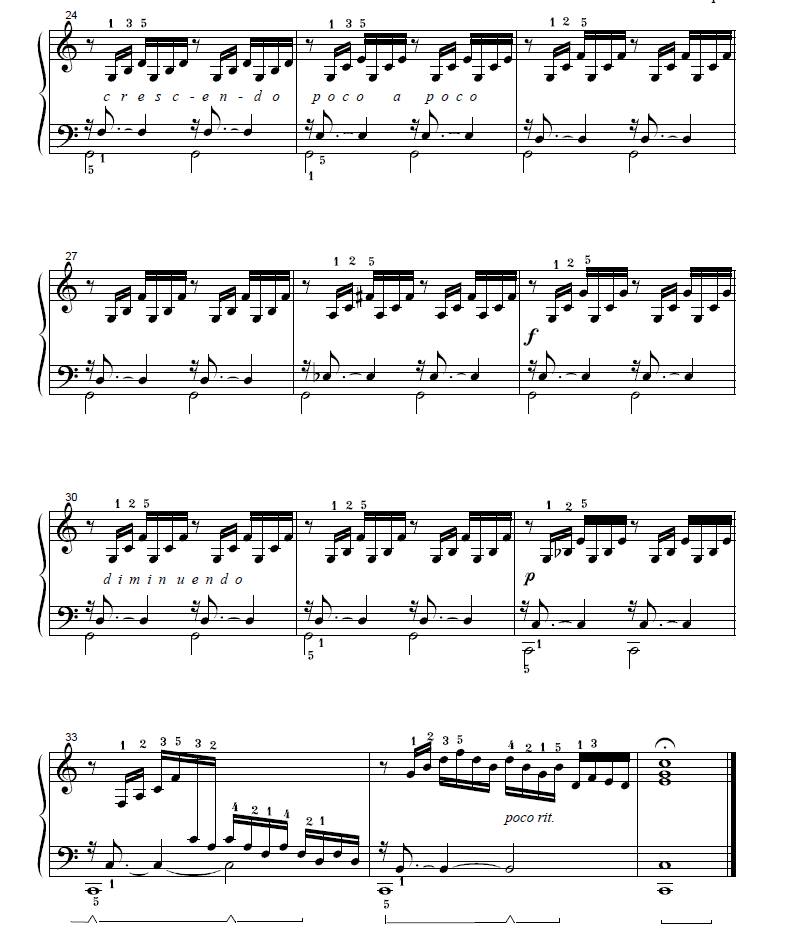 24
1 3 5 1 3 5 1 2 5
c r e s c - e n - d o p o c o a p o c o
5 1 1 5
27
1 2 5 1 2 5
f
30
1 2 5 1 2 5 1 2 5
d i m i n u e n d o p
5 1 5 1
33
1 2 3 5 3 2 1 2 3 5 4 2 1 5 1 3
4 2 1 4 2 1
poco rit.
5 1 5 1